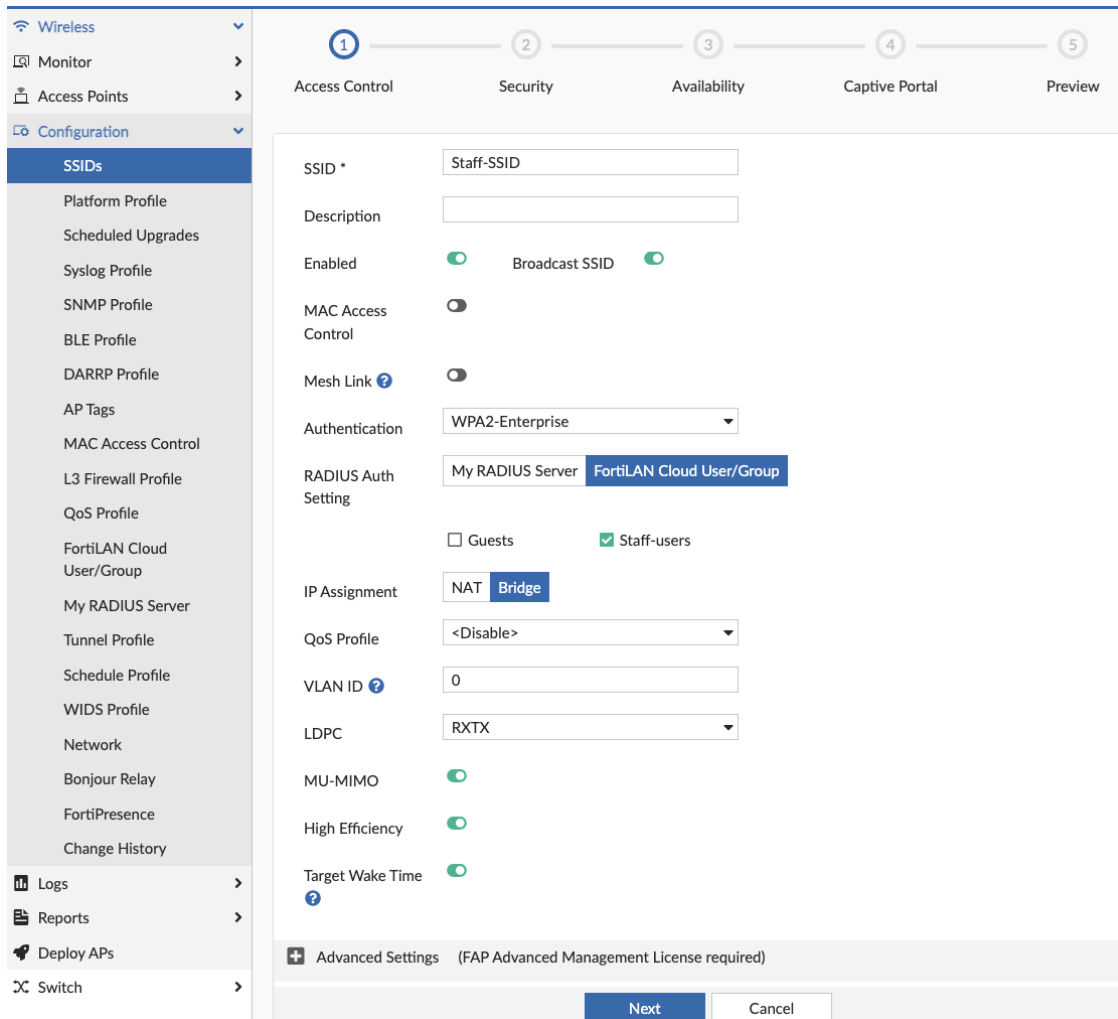 Wireless
Monitor
Access Points
Configuration
SSIDs
Platform Profile
Scheduled Upgrades
Syslog Profile
SNMP Profile
BLE Profile
DARRP Profile
AP Tags
MAC Access Control
L3 Firewall Profile
QoS Profile
FortiLAN Cloud
User/Group
My RADIUS Server
Tunnel Profile
Schedule Profile
WIDS Profile
Network
Bonjour Relay
FortiPresence
Change History
Logs
Reports
Deploy APs
Switch
1 2 3 4 5
Access Control Security Availability Captive Portal Preview
SSID * Staff-SSID
Description
Enabled Broadcast SSID
MAC Access
Control
Mesh Link ?
Authentication WPA2-Enterprise
RADIUS Auth
Setting
My RADIUS Server FortiLAN Cloud User/Group
Guests Staff-users
IP Assignment NAT Bridge
QoS Profile <Disable>
VLAN ID ? 0
LDPC RXTX
MU-MIMO
High Efficiency
Target Wake Time
?
Advanced Settings (FAP Advanced Management License required)
Next Cancel